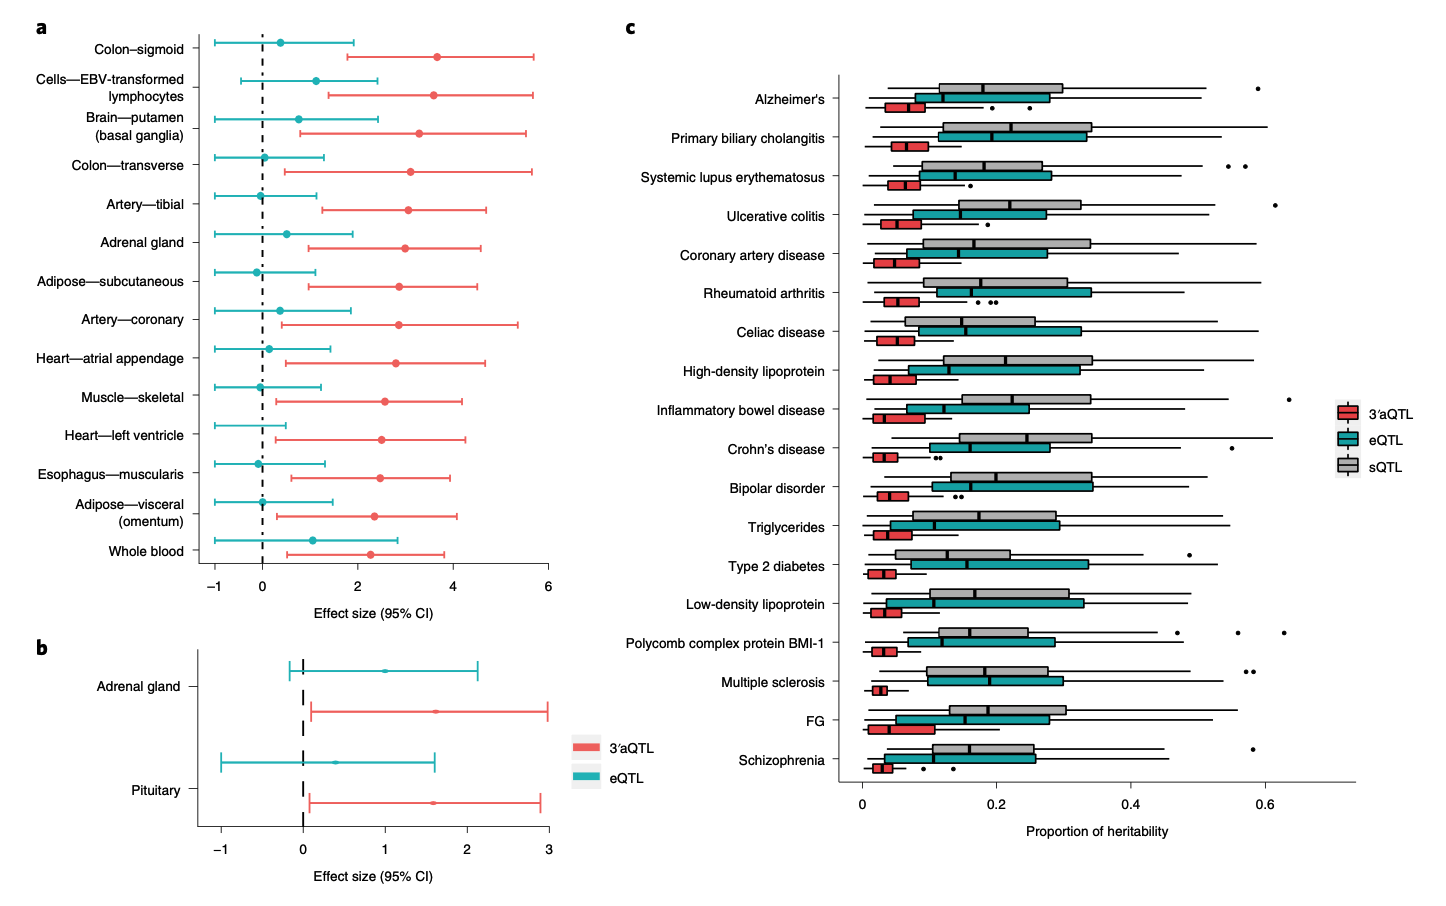 a
Colon–sigmoid
Cells—EBV-transformed
lymphocytes
Brain—putamen
(basal ganglia)
Colon—transverse
Artery—tibial
Adrenal gland
Adipose—subcutaneous
Artery—coronary
Heart—atrial appendage
Muscle—skeletal
Heart—left ventricle
Esophagus—muscularis
Adipose—visceral
(omentum)
Whole blood
−1 0 2 4 6
Effect size (95% CI)
b
Adrenal gland
Pituitary
−1 0 1 2 3
Effect size (95% CI)
3′aQTL
eQTL
c
Alzheimer's
Primary biliary cholangitis
Systemic lupus erythematosus
Ulcerative colitis
Coronary artery disease
Rheumatoid arthritis
Celiac disease
High-density lipoprotein
Inflammatory bowel disease
Crohn's disease
Bipolar disorder
Triglycerides
Type 2 diabetes
Low-density lipoprotein
Polycomb complex protein BMI-1
Multiple sclerosis
FG
Schizophrenia
0 0.2 0.4 0.6
Proportion of heritability
3′aQTL
eQTL
sQTL